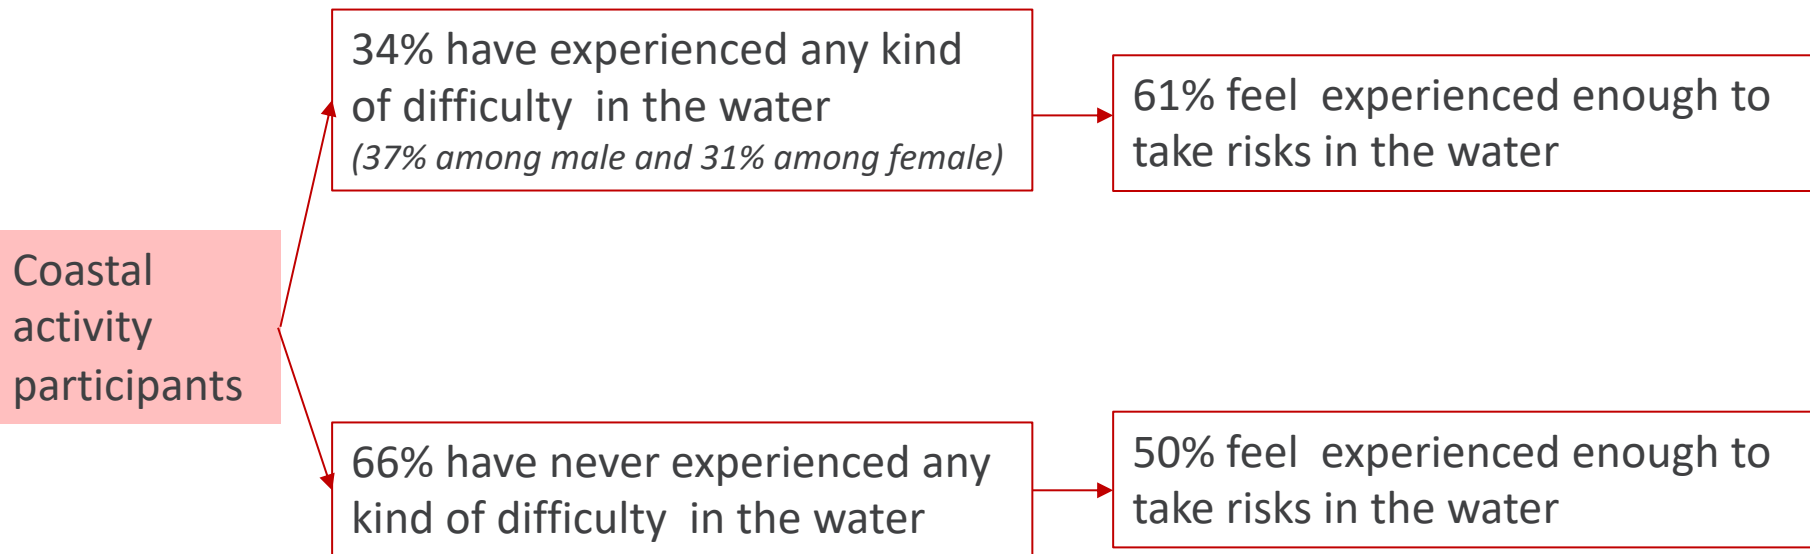 Coastal
activity
participants
34% have experienced any kind
of difficulty  in the water
(37% among male and 31% among female)
61% feel  experienced enough to
take risks in the water
66% have never experienced any
kind of difficulty  in the water
50% feel  experienced enough to
take risks in the water